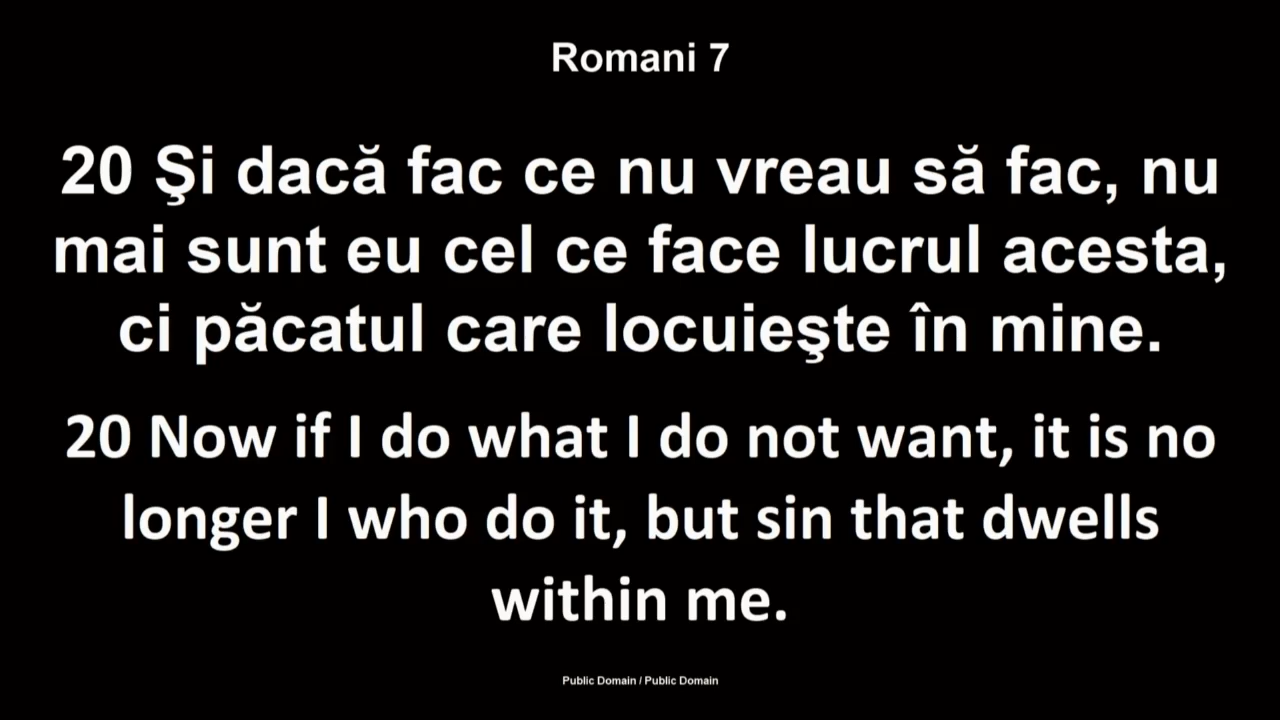 Romani 7
20 Şi dacă fac ce nu vreau să fac, nu
mai sunt eu cel ce face lucrul acesta,
ci păcatul care locuieşte în mine.
20 Now if I do what I do not want, it is no
longer I who do it, but sin that dwells
within me.
Public Domain / Public Domain